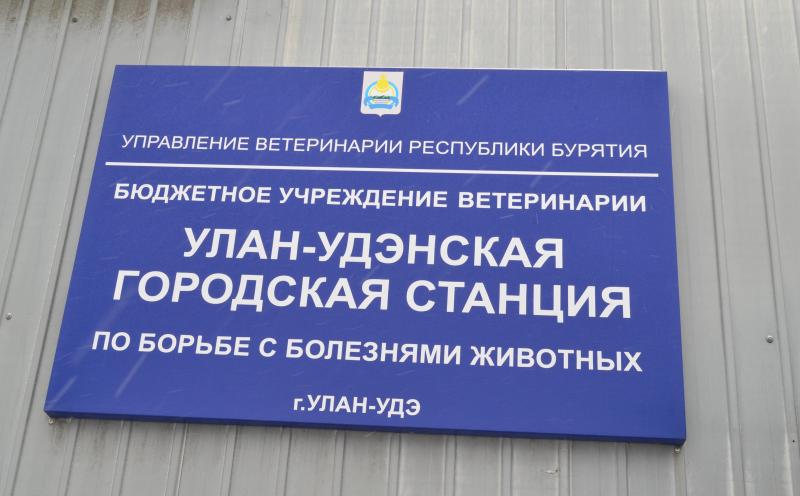 УПРАВЛЕНИЕ ВЕТЕРИНАРИИ РЕСПУБЛИКИ БУРЯТИЯ
БЮДЖЕТНОЕ УЧРЕЖДЕНИЕ ВЕТЕРИНАРИИ
УЛАН-УДЭНСКАЯ
ГОРОДСКАЯ СТАНЦИЯ
ПО БОРЬБЕ С БОЛЕЗНЯМИ ЖИВОТНЫХ
г.УЛАН-УДЭ